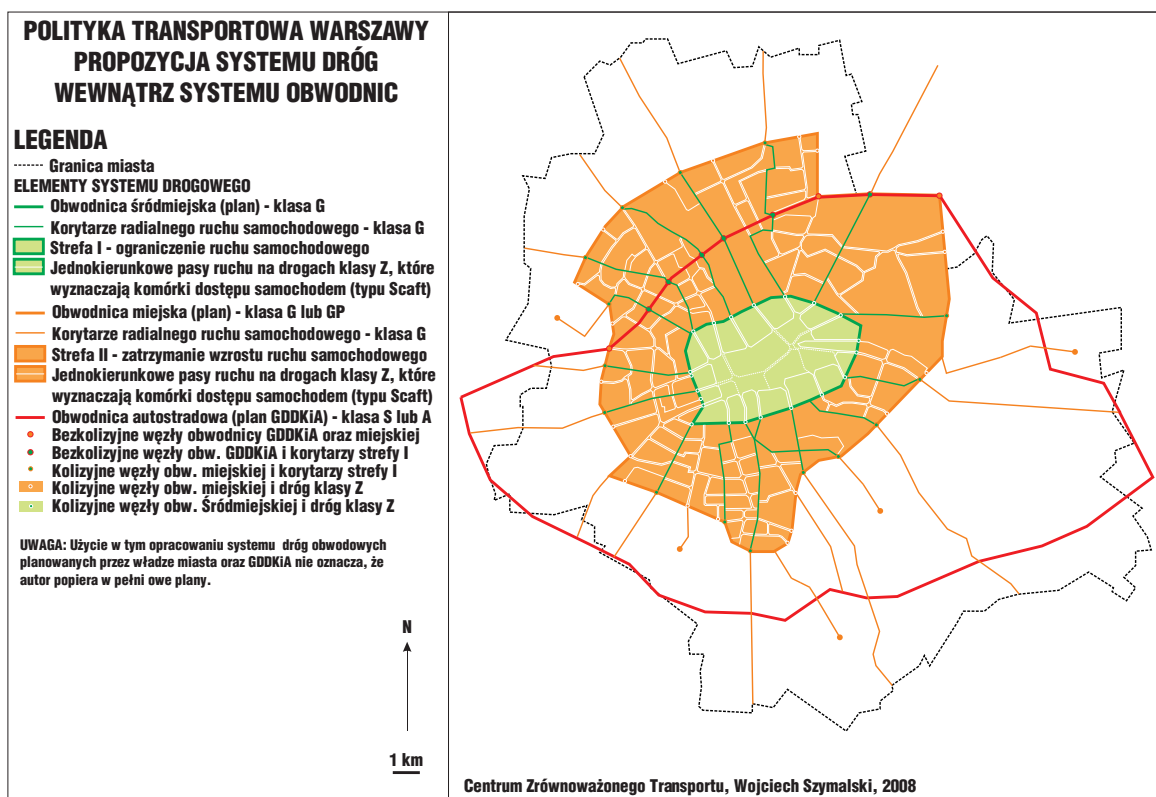 POLITYKA TRANSPORTOWA WARSZAWY
PROPOZYCJA SYSTEMU DRÓG
WEWNĄTRZ SYSTEMU OBWODNIC
LEGENDA
Granica miasta
ELEMENTY SYSTEMU DROGOWEGO
Obwodnica śródmiejska (plan) - klasa G
Korytarze radialnego ruchu samochodowego - klasa G
Strefa I - ograniczenie ruchu samochodowego
Jednokierunkowe pasy ruchu na drogach klasy Z, które
wyznaczają komórki dostępu samochodem (typu Scaft)
Obwodnica miejska (plan) - klasa G lub GP
Korytarze radialnego ruchu samochodowego - klasa G
Strefa II - zatrzymanie wzrostu ruchu samochodowego
Jednokierunkowe pasy ruchu na drogach klasy Z, które
wyznaczają komórki dostępu samochodem (typu Scaft)
Obwodnica autostradowa (plan GDDKiA) - klasa S lub A
Bezkolizyjne węzły obwodnicy GDDKiA oraz miejskiej
Bezkolizyjne węzły obw. GDDKiA i korytarzy strefy I
Kolizyjne węzły obw. miejskiej i korytarzy strefy I
Kolizyjne węzły obw. miejskiej i dróg klasy Z
Kolizyjne węzły obw. Śródmiejskiej i dróg klasy Z
UWAGA: Użycie w tym opracowaniu systemu dróg obwodowych
planowanych przez władze miasta oraz GDDKiA nie oznacza, że
autor popiera w pełni owe plany.
N
1 km
Centrum Zrównoważonego Transportu, Wojciech Szymalski, 2008